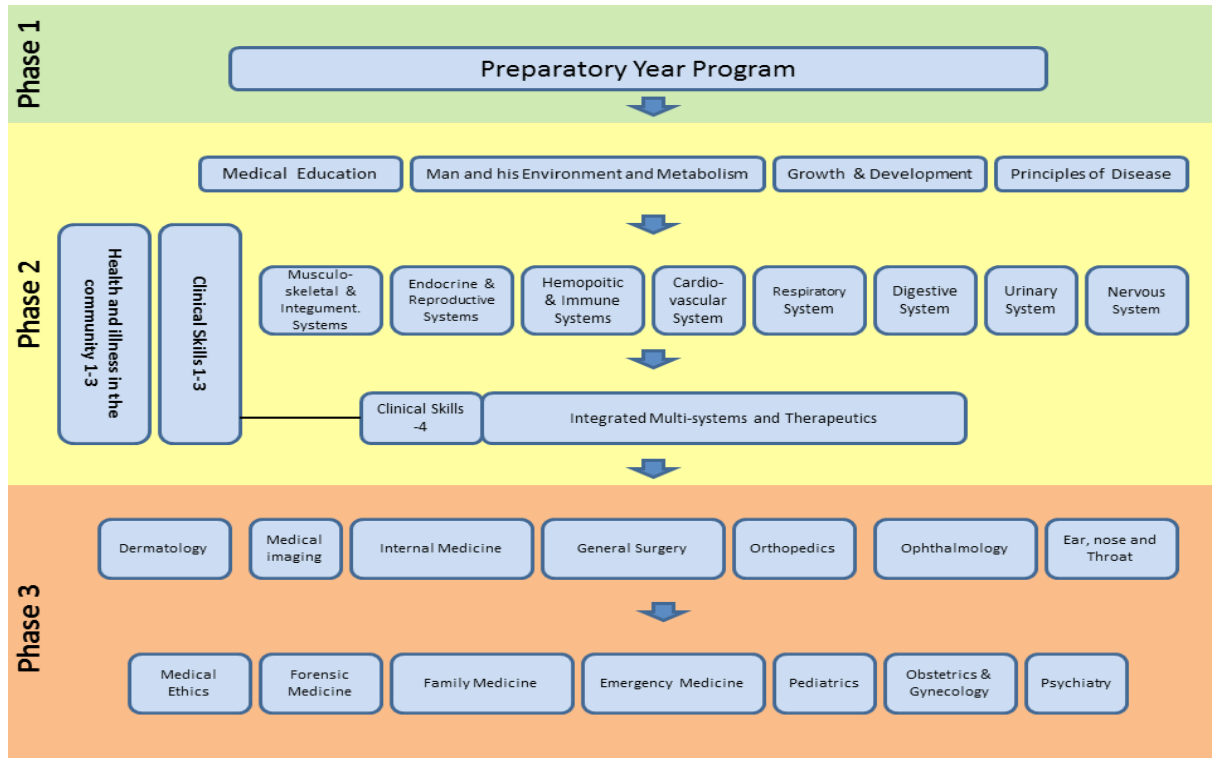 Phase 1
Preparatory Year Program
Phase 2
Medical Education
Man and his Environment and Metabolism
Growth & Development
Principles of Disease
Health and illness in the
community 1-3
Clinical Skills 1-3
Musculo-
skeletal &
Integument.
Systems
Endocrine &
Reproductive
Systems
Hemopoitic
& Immune
Systems
Cardio-
vascular
System
Respiratory
System
Digestive
System
Urinary
System
Nervous
System
Clinical Skills
-4
Integrated Multi-systems and Therapeutics
Phase 3
Dermatology
Medical
imaging
Internal Medicine
General Surgery
Orthopedics
Ophthalmology
Ear, nose and
Throat
Medical
Ethics
Forensic
Medicine
Family Medicine
Emergency Medicine
Pediatrics
Obstetrics &
Gynecology
Psychiatry